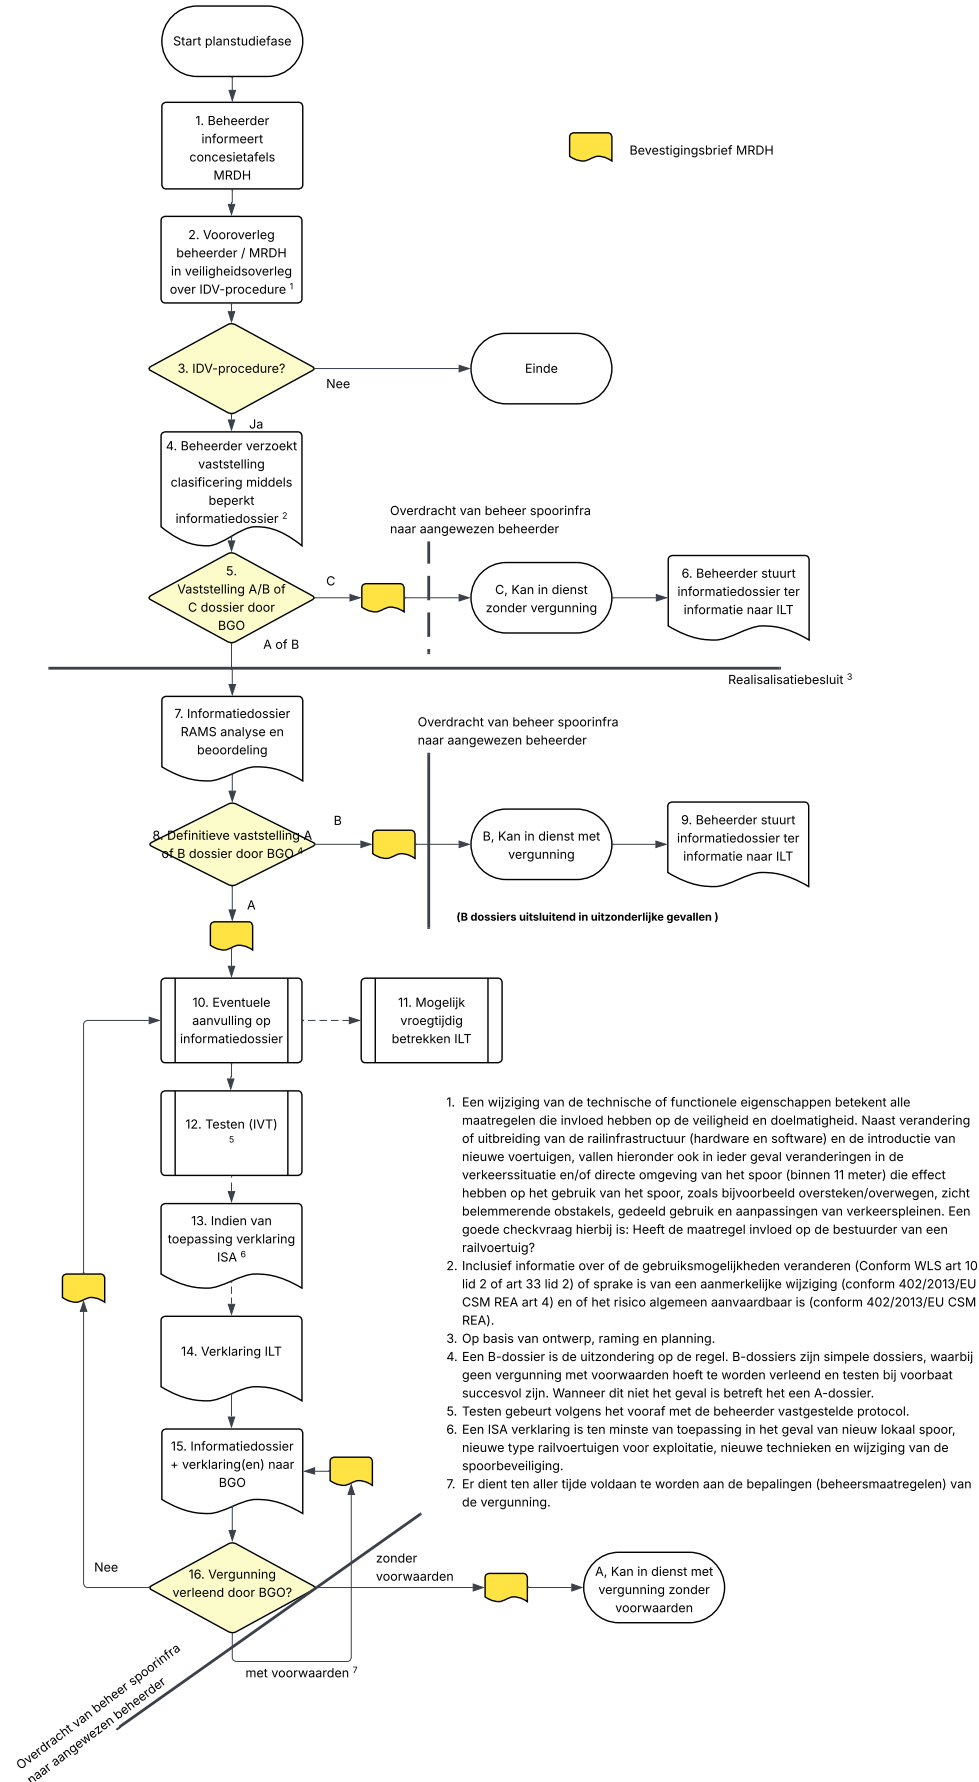 Start planstudiefase
1. Beheerder
informeert
concesietafels
MRDH
Bevestigingsbrief MRDH
2. Vooroverleg
beheerder / MRDH
in veiligheidsoverleg
over IDV-procedure 1
3. IDV-procedure?
Nee
Einde
Ja
4. Beheerder verzoekt
vaststelling
clasificering middels
beperkt
informatiedossier 2
Overdracht van beheer spoorinfra
naar aangewezen beheerder
5.
Vaststelling A/B of
C dossier door
BGO
C
C, Kan in dienst
zonder vergunning
6. Beheerder stuurt
informatiedossier ter
informatie naar ILT
A of B
Realisalisatiebesluit 3
7. Informatiedossier
RAMS analyse en
beoordeling
Overdracht van beheer spoorinfra
naar aangewezen beheerder
8. Definitieve vaststelling A
of B dossier door BGO 4
B
B, Kan in dienst met
vergunning
9. Beheerder stuurt
informatiedossier ter
informatie naar ILT
A
(B dossiers uitsluitend in uitzonderlijke gevallen )
10. Eventuele
aanvulling op
informatiedossier
11. Mogelijk
vroegtijdig
betrekken ILT
12. Testen (IVT)
5
13. Indien van
toepassing verklaring
ISA 6
14. Verklaring ILT
15. Informatiedossier
+ verklaring(en) naar
BGO
1. Een wijziging van de technische of functionele eigenschappen betekent alle
maatregelen die invloed hebben op de veiligheid en doelmatigheid. Naast verandering
of uitbreiding van de railinfrastructuur (hardware en software) en de introductie van
nieuwe voertuigen, vallen hieronder ook in ieder geval veranderingen in de
verkeerssituatie en/of directe omgeving van het spoor (binnen 11 meter) die effect
hebben op het gebruik van het spoor, zoals bijvoorbeeld oversteken/overwegen, zicht
belemmerende obstakels, gedeeld gebruik en aanpassingen van verkeerspleinen. Een
goede checkvraag hierbij is: Heeft de maatregel invloed op de bestuurder van een
railvoertuig?
2. Inclusief informatie over of de gebruiksmogelijkheden veranderen (Conform WLS art 10
lid 2 of art 33 lid 2) of sprake is van een aanmerkelijke wijziging (conform 402/2013/EU
CSM REA art 4) en of het risico algemeen aanvaardbaar is (conform 402/2013/EU CSM
REA).
3. Op basis van ontwerp, raming en planning.
4. Een B-dossier is de uitzondering op de regel. B-dossiers zijn simpele dossiers, waarbij
geen vergunning met voorwaarden hoeft te worden verleend en testen bij voorbaat
succesvol zijn. Wanneer dit niet het geval is betreft het een A-dossier.
5. Testen gebeurt volgens het vooraf met de beheerder vastgestelde protocol.
6. Een ISA verklaring is ten minste van toepassing in het geval van nieuw lokaal spoor,
nieuwe type railvoertuigen voor exploitatie, nieuwe technieken en wijziging van de
spoorbeveiliging.
7. Er dient ten aller tijde voldaan te worden aan de bepalingen (beheersmaatregelen) van
de vergunning.
Nee
16. Vergunning
verleend door BGO?
zonder
voorwaarden
A, Kan in dienst met
vergunning zonder
voorwaarden
met voorwaarden 7
Overdracht van beheer spoorinfra
naar aangewezen beheerder